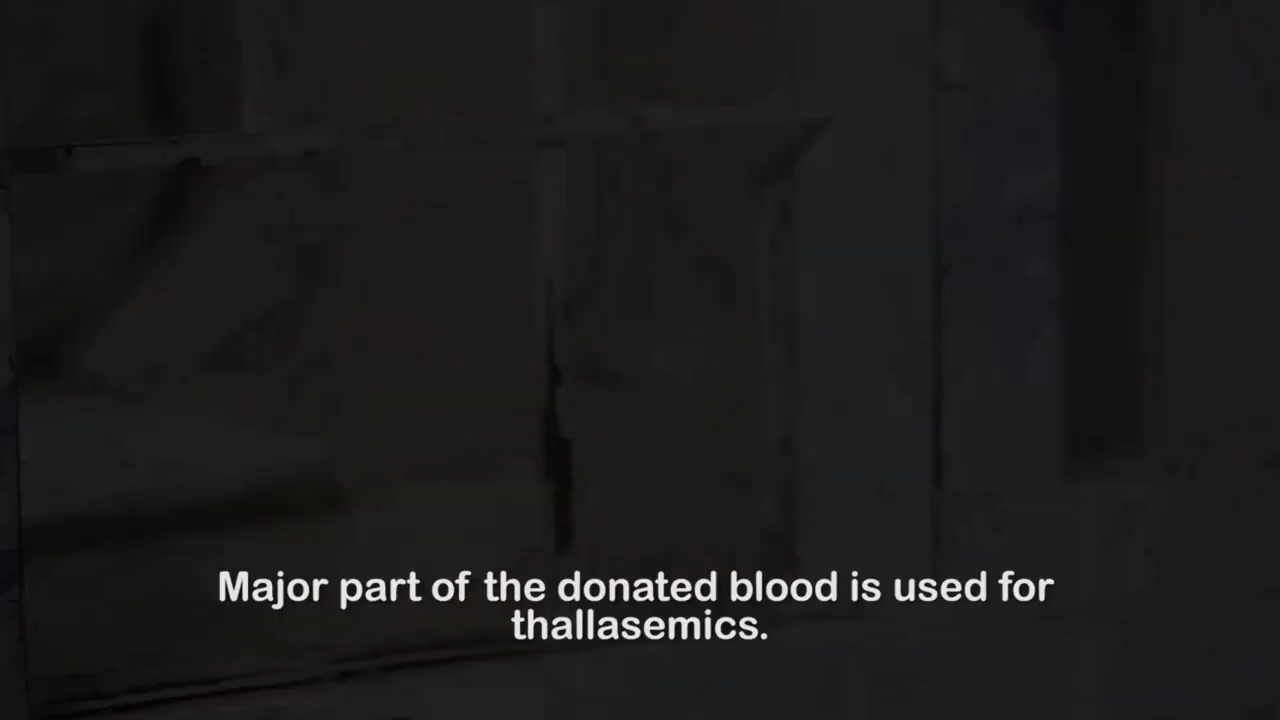 Major part of the donated blood is used for
thallasemics.